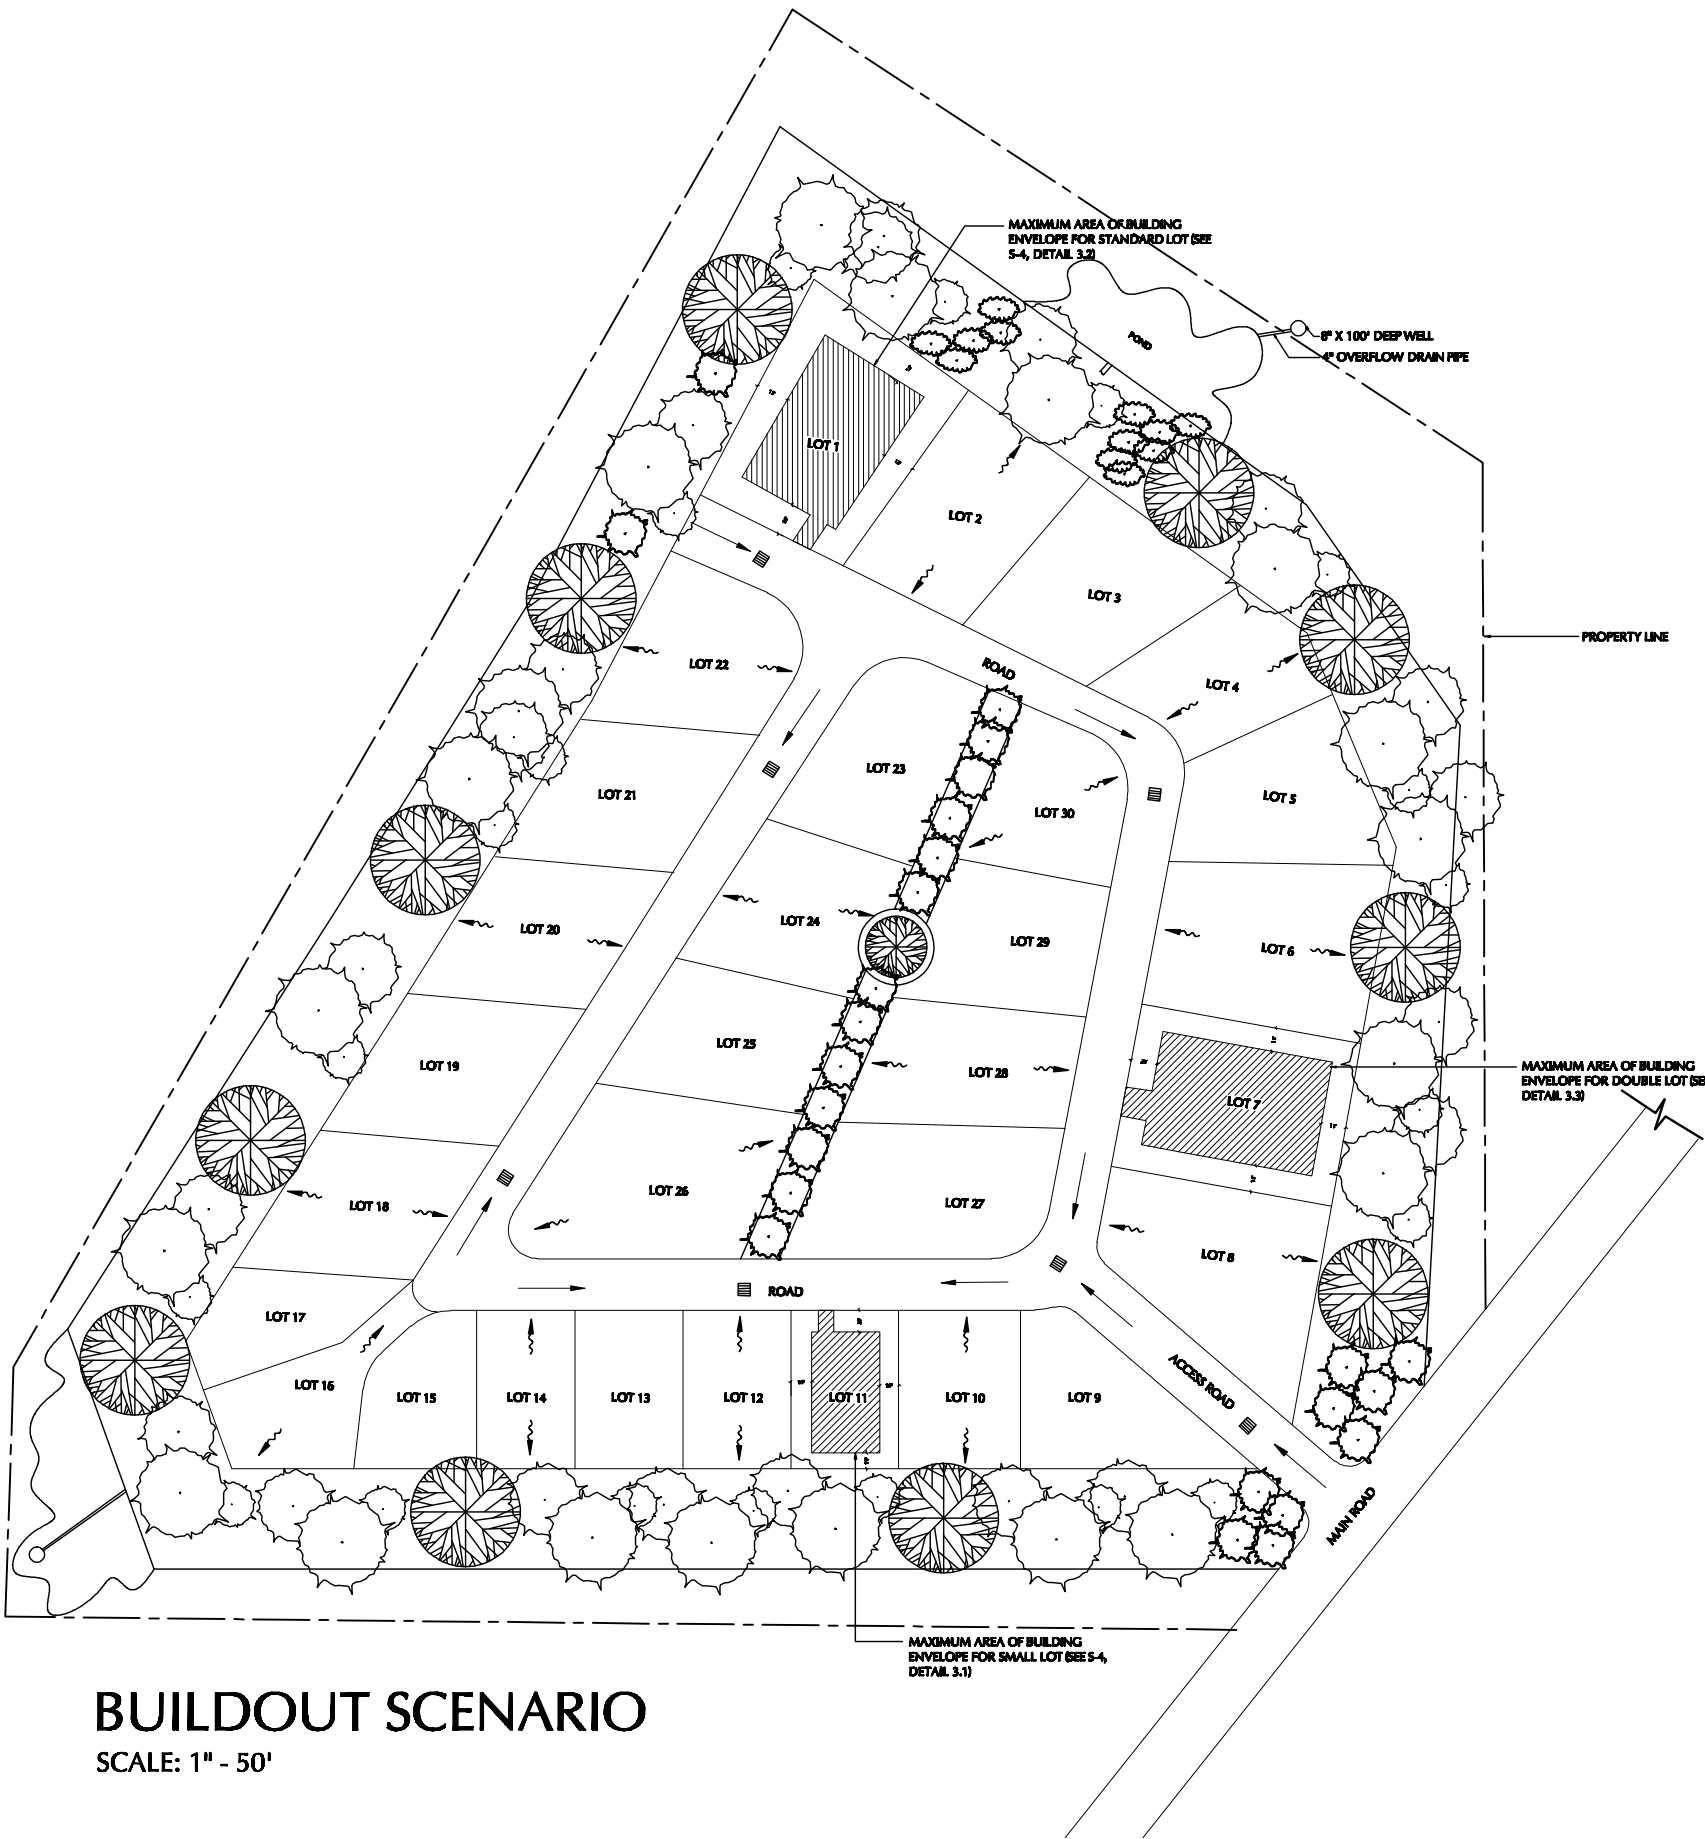 MAXIMUM AREA OF BUILDING
ENVELOPE FOR STANDARD LOT (SEE
S-4, DETAIL 3.2)
POND
8" X 100' DEEP WELL
4" OVERFLOW DRAIN PIPE
LOT 1
LOT 2
LOT 3
PROPERTY LINE
LOT 22
ROAD
LOT 4
LOT 23
LOT 21
LOT 30
LOT 5
LOT 24
LOT 20
LOT 29
LOT 6
LOT 25
LOT 19
LOT 28
MAXIMUM AREA OF BUILDING
ENVELOPE FOR DOUBLE LOT (SE
DETAIL 3.3)
LOT 7
LOT 26
LOT 18
LOT 27
LOT 8
ROAD
LOT 17
LOT 16
LOT 15
LOT 14
LOT 13
LOT 12
LOT 11
LOT 10
LOT 9
ACCESS ROAD
MAIN ROAD
MAXIMUM AREA OF BUILDING
ENVELOPE FOR SMALL LOT (SEE S-4,
DETAIL 3.1)
BUILDOUT SCENARIO
SCALE: 1" - 50'